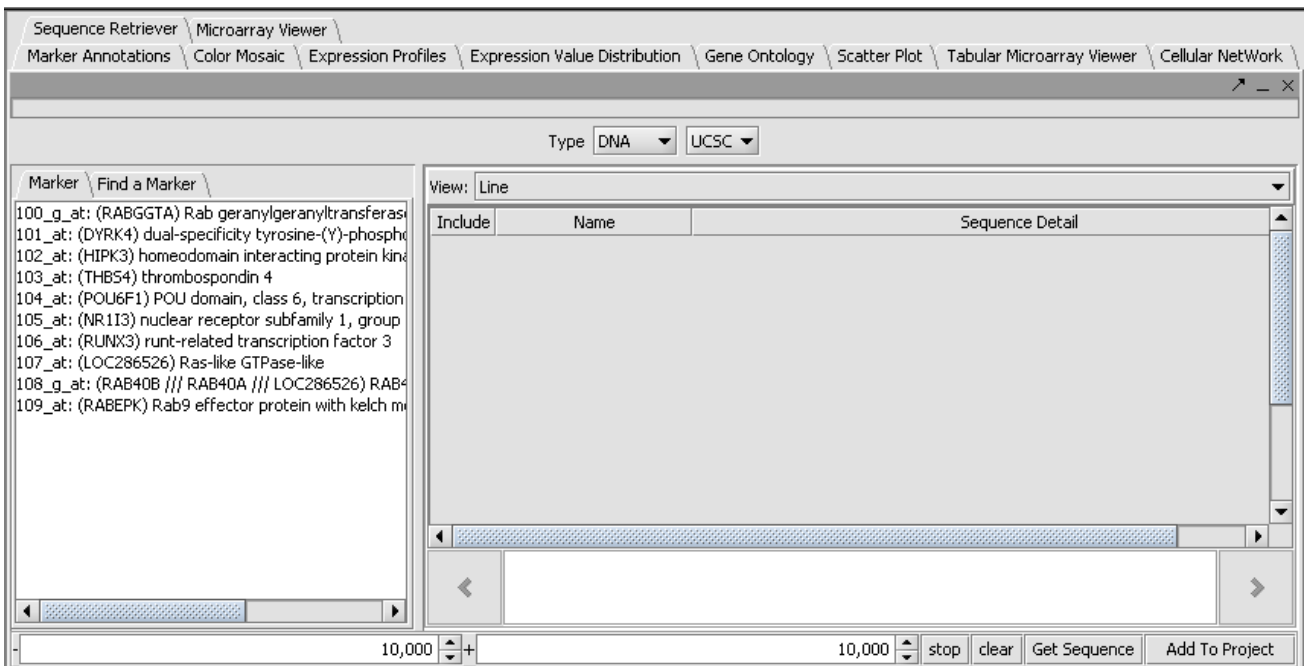 Sequence Retriever Microarray Viewer
Marker Annotations Color Mosaic Expression Profiles Expression Value Distribution Gene Ontology Scatter Plot Tabular Microarray Viewer Cellular NetWork
Type DNA UCSC
Marker Find a Marker
100_g_at: (RABGGTA) Rab geranylgeranyltransferas
101_at: (DYRK4) dual-specificity tyrosine-(Y)-phospho
102_at: (HIPK3) homeodomain interacting protein kina
103_at: (THBS4) thrombospondin 4
104_at: (POU6F1) POU domain, class 6, transcription
105_at: (NR1I3) nuclear receptor subfamily 1, group
106_at: (RUNX3) runt-related transcription factor 3
107_at: (LOC286526) Ras-like GTPase-like
108_g_at: (RAB40B /// RAB40A /// LOC286526) RAB4
109_at: (RABEPK) Rab9 effector protein with kelch m
View: Line
Include Name Sequence Detail
- 10,000 + 10,000 stop clear Get Sequence Add To Project